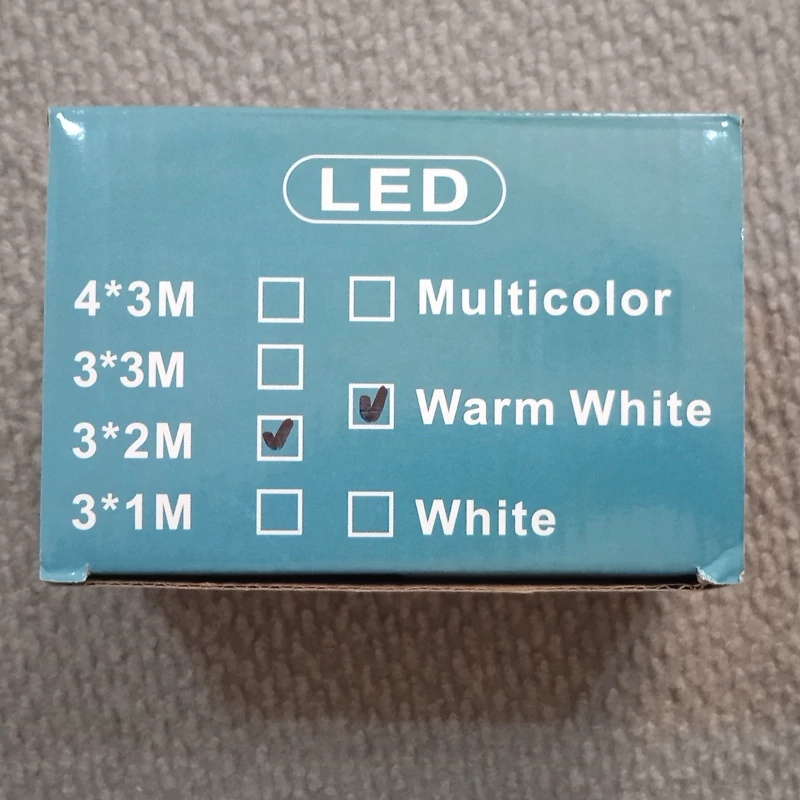 LED
4*3M Multicolor
3*3M
Warm White
3*2M
3*1M White